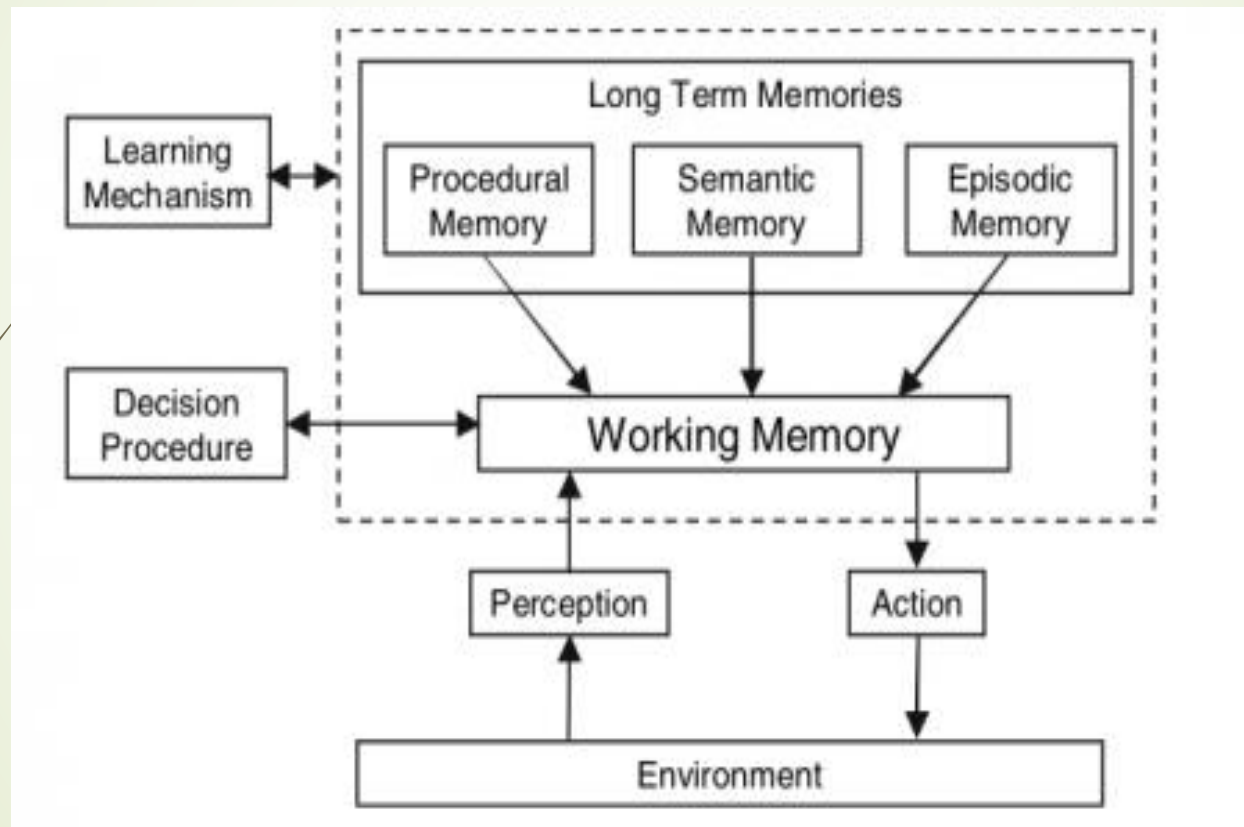 Long Term Memories
Learning
Mechanism
Procedural
Memory
Semantic
Memory
Episodic
Memory
Decision
Procedure
Working Memory
Perception
Action
Environment